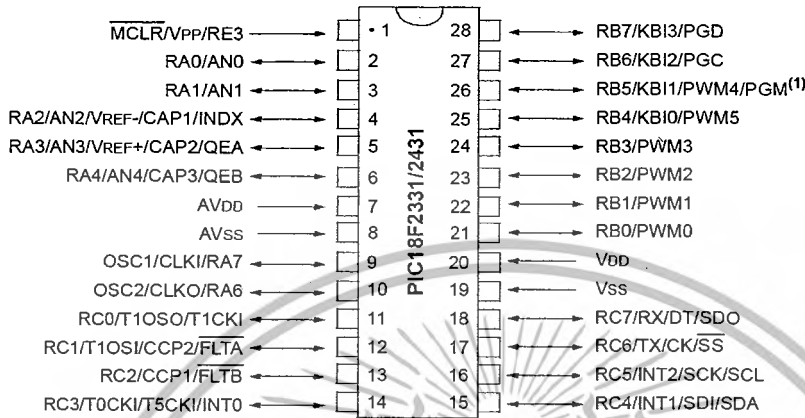 MCLR/VPP/RE3 1 28 RB7/KBI3/PGD
RA0/AN0 2 27 RB6/KBI2/PGC
RA1/AN1 3 26 RB5/KBI1/PWM4/PGM(1)
RA2/AN2/VREF-/CAP1/INDX 4 25 RB4/KBI0/PWM5
RA3/AN3/VREF+/CAP2/QEA 5 24 RB3/PWM3
RA4/AN4/CAP3/QEB 6 23 RB2/PWM2
AVDD 7 22 RB1/PWM1
AVSS 8 21 RB0/PWM0
OSC1/CLKI/RA7 9 20 VDD
OSC2/CLKO/RA6 10 19 VSS
RC0/T1OSO/T1CKI 11 18 RC7/RX/DT/SDO
RC1/T1OSI/CCP2/FLTA 12 17 RC6/TX/CK/SS
RC2/CCP1/FLTB 13 16 RC5/INT2/SCK/SCL
RC3/T0CKI/T5CKI/INT0 14 15 RC4/INT1/SDI/SDA
PIC18F2331/2431